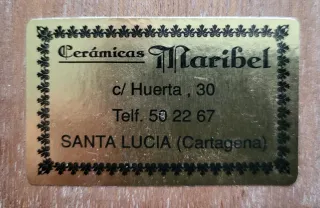 Cerámicas Maribel
c/ Huerta , 30
Telf. 50 22 67
SANTA LUCIA (Cartagena)